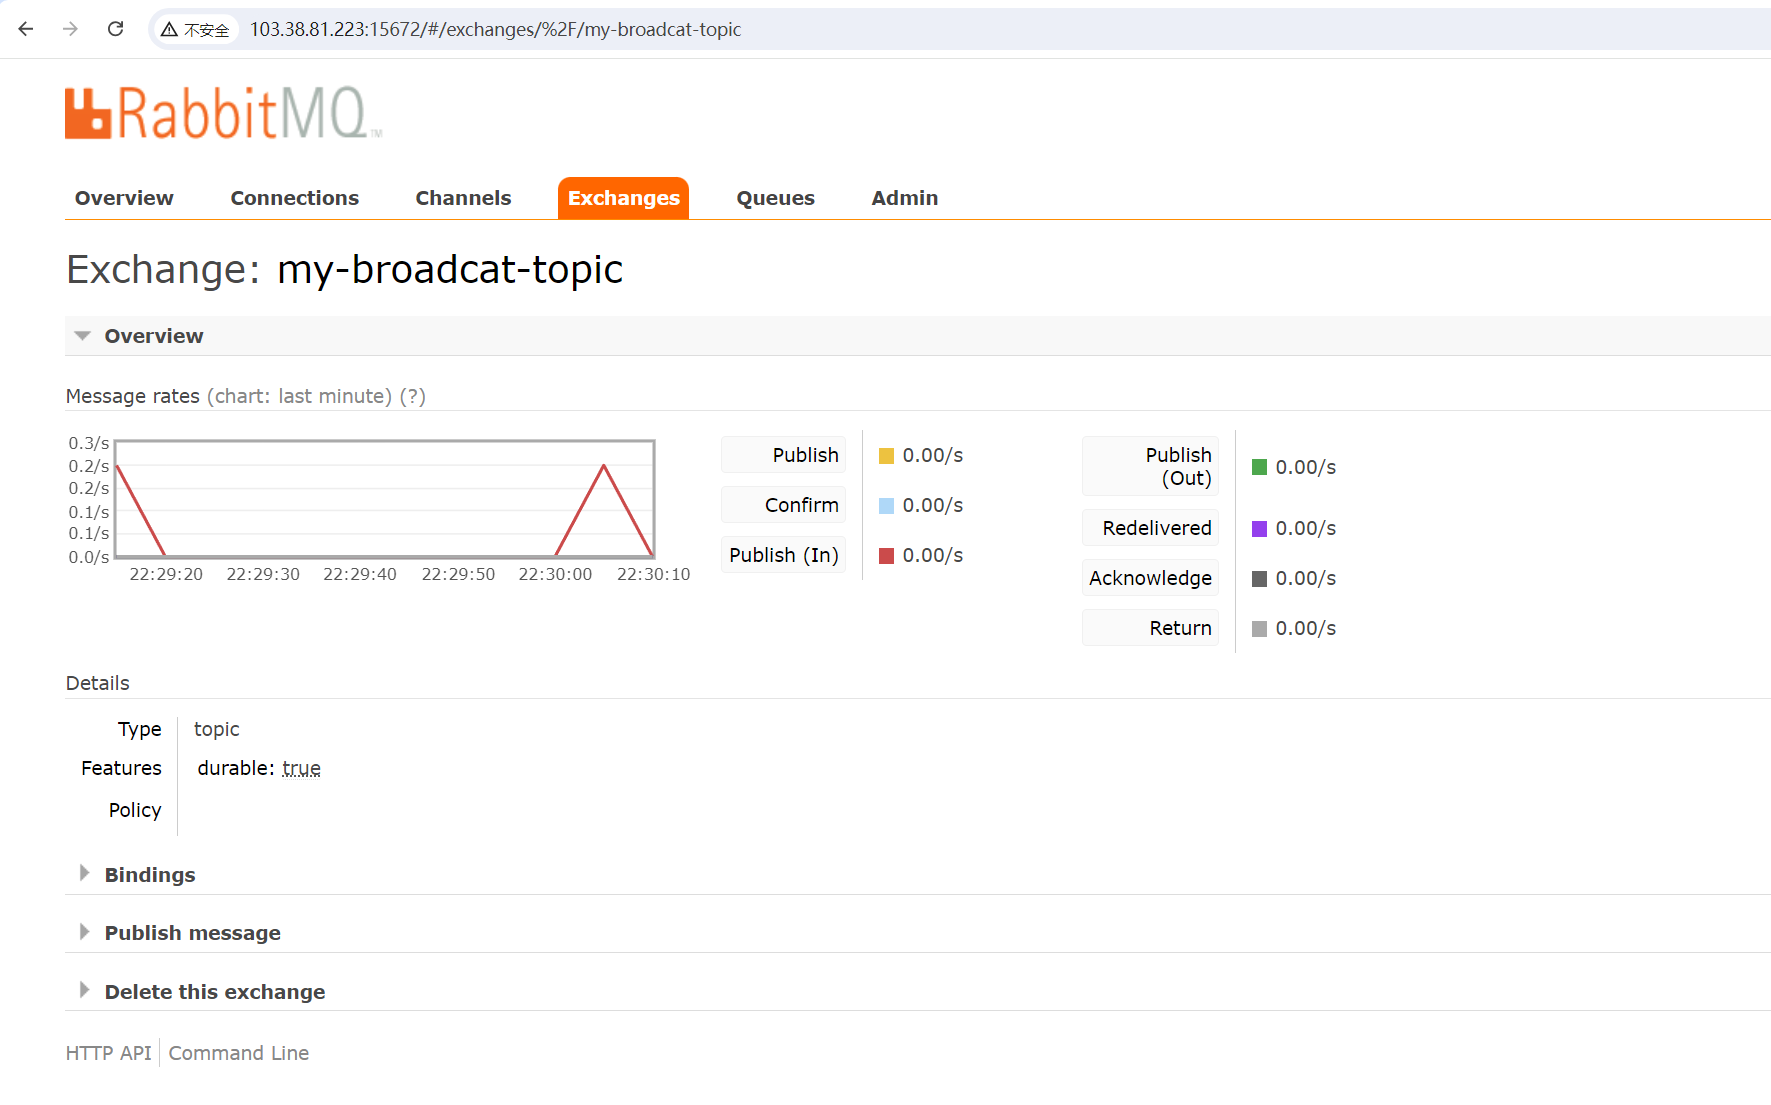 不安全 103.38.81.223:15672/#/exchanges/%2F/my-broadcat-topic
RabbitMQ™
Overview Connections Channels Exchanges Queues Admin
Exchange: my-broadcat-topic
Overview
Message rates (chart: last minute) (?)
0.3/s
0.2/s
0.2/s
0.1/s
0.1/s
0.0/s
22:29:20 22:29:30 22:29:40 22:29:50 22:30:00 22:30:10
Publish 0.00/s
Confirm 0.00/s
Publish (In) 0.00/s
Publish
(Out) 0.00/s
Redelivered 0.00/s
Acknowledge 0.00/s
Return 0.00/s
Details
Type topic
Features durable: true
Policy
Bindings
Publish message
Delete this exchange
HTTP API Command Line